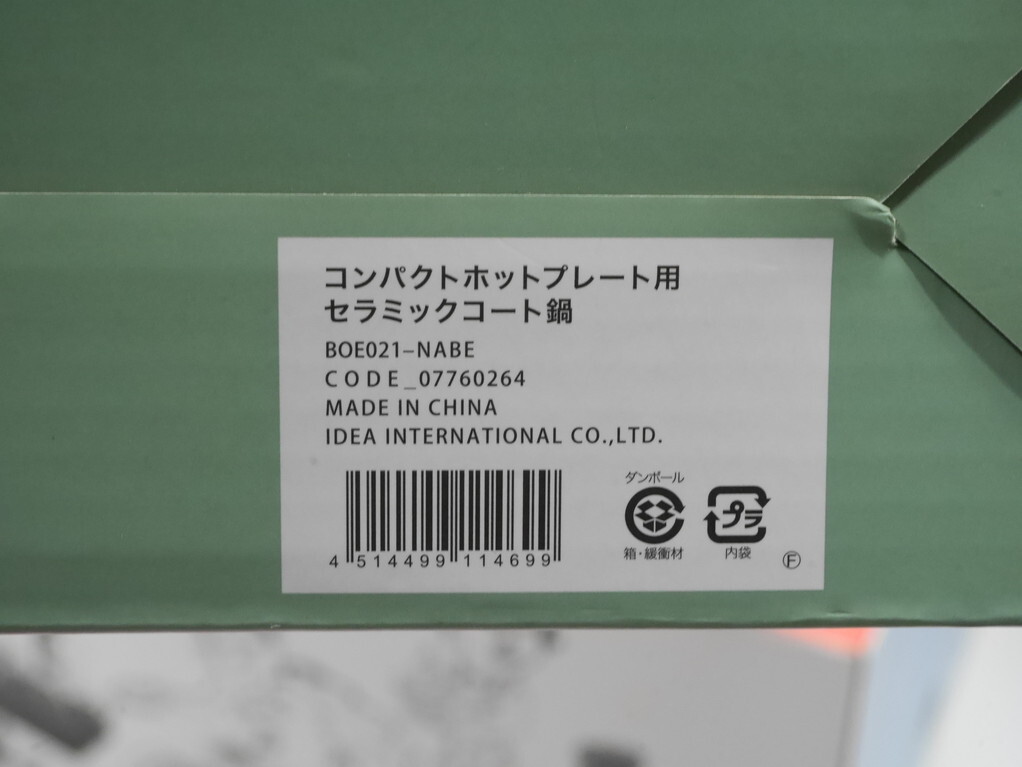 コンパクトホットプレート用
セラミックコート鍋
BOE021-NABE
CODE_07760264
MADE IN CHINA
IDEA INTERNATIONAL CO.,LTD.
4 514499 114699
ダンボール
箱・緩衝材
プラ
内袋
Ⓕ